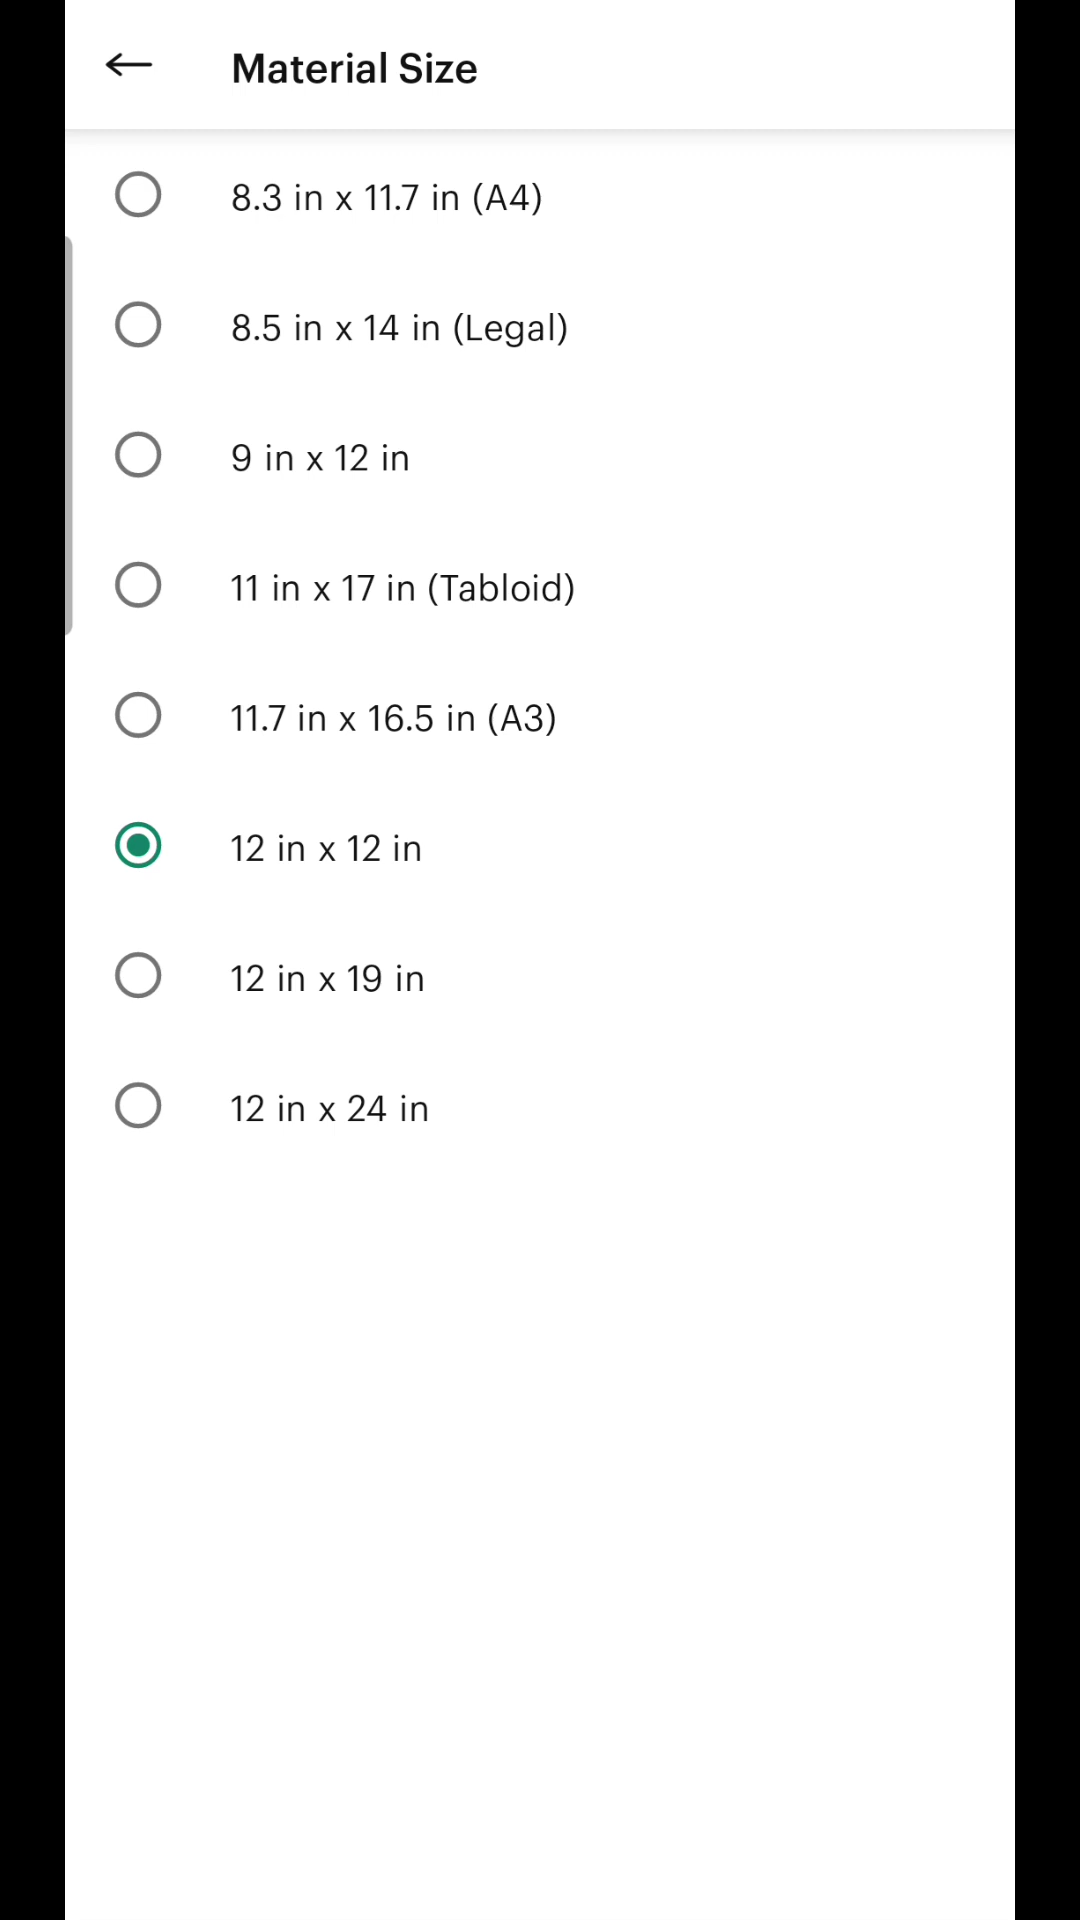 Material Size
8.3 in x 11.7 in (A4)
8.5 in x 14 in (Legal)
9 in x 12 in
11 in x 17 in (Tabloid)
11.7 in x 16.5 in (A3)
12 in x 12 in
12 in x 19 in
12 in x 24 in